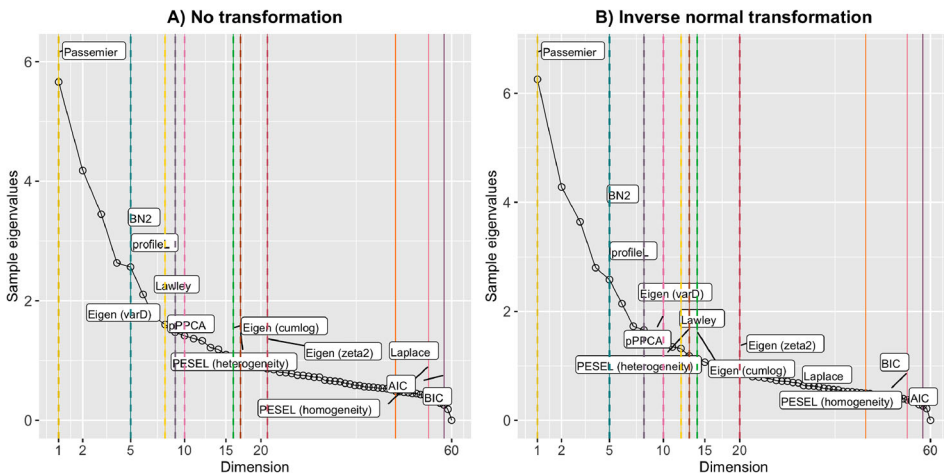 A) No transformation
Sample eigenvalues
6
4
2
0
Passemier
BN2
profileL
Lawley
Eigen (varD)
pPPCA
Eigen (cumlog)
Eigen (zeta2)
PESEL (heterogeneity)
Laplace
AIC
BIC
PESEL (homogeneity)
1 2 5 10 15 20 60
Dimension
B) Inverse normal transformation
Sample eigenvalues
6
4
2
0
Passemier
BN2
profileL
Eigen (varD)
Lawley
pPPCA
Eigen (zeta2)
PESEL (heterogeneity)
Eigen (cumlog)
Laplace
BIC
AIC
PESEL (homogeneity)
1 2 5 10 15 20 60
Dimension